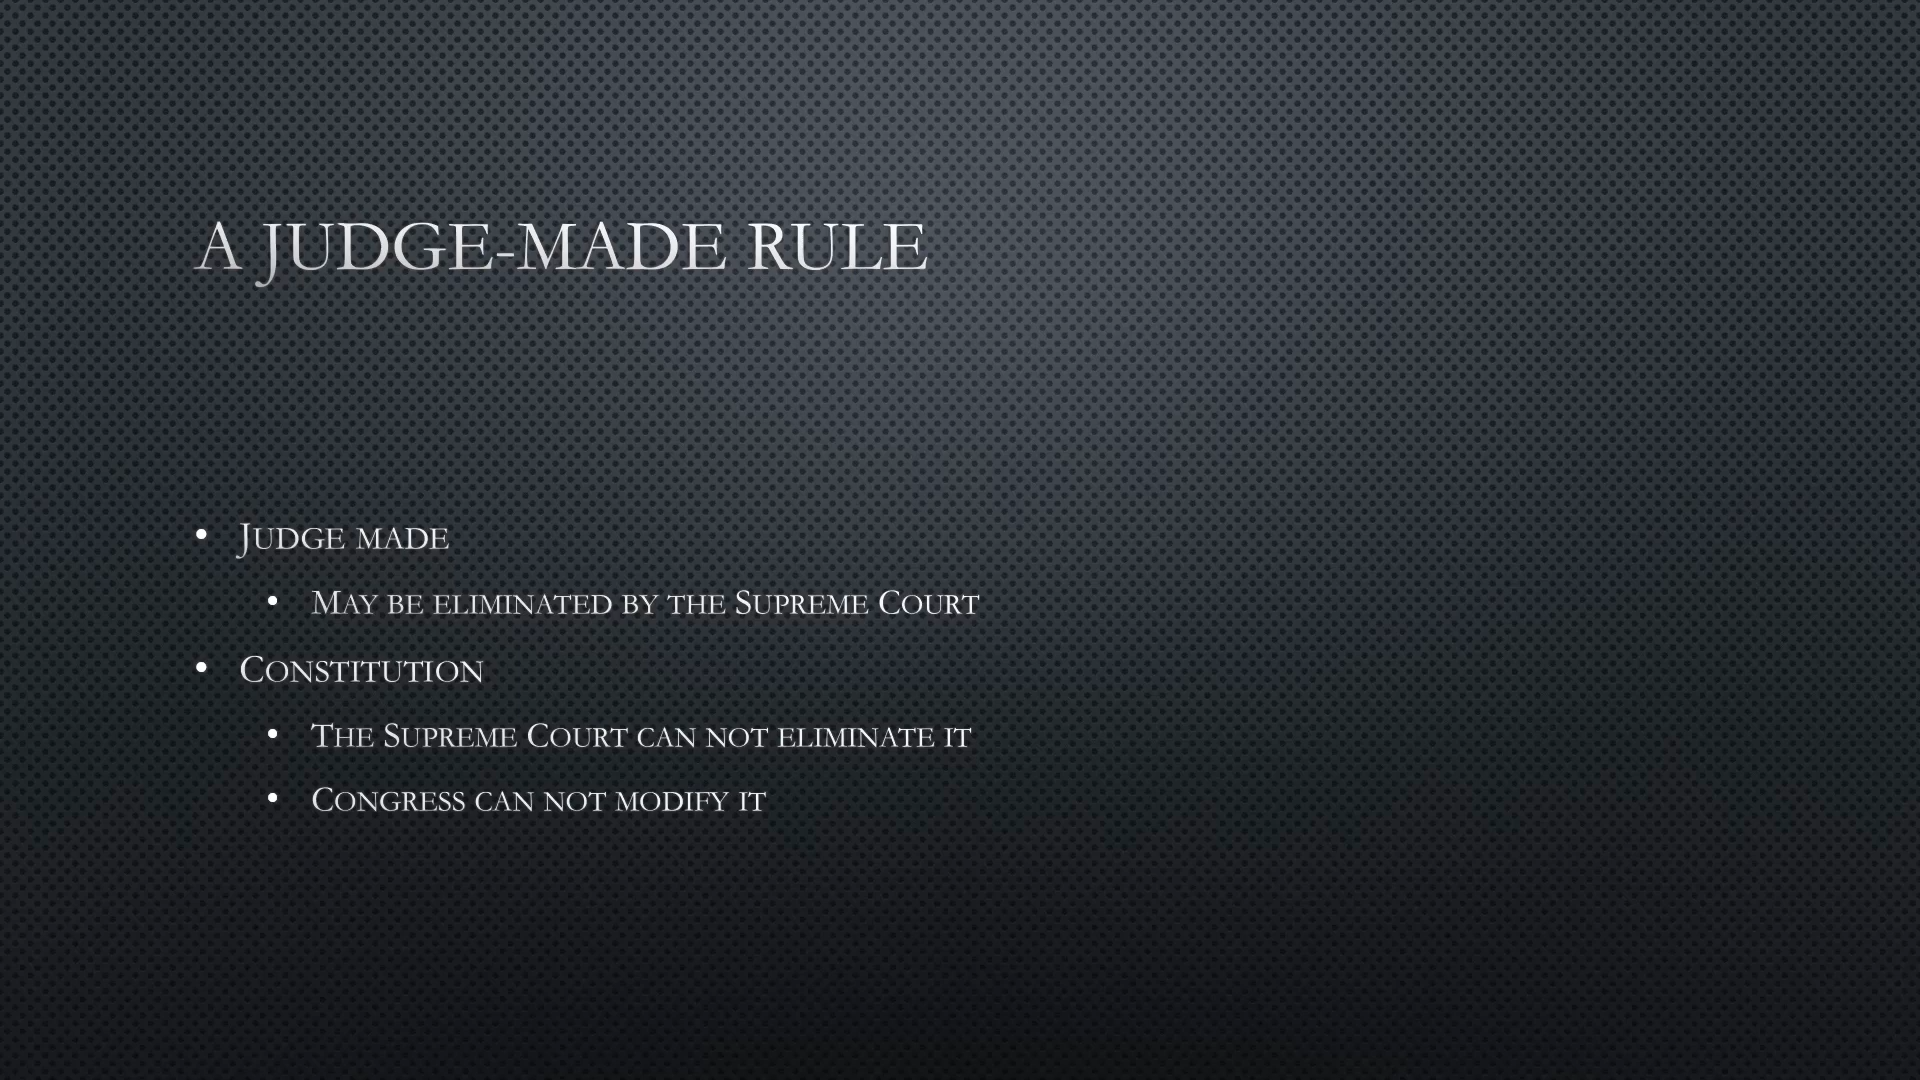 A JUDGE-MADE RULE
• JUDGE MADE
• MAY BE ELIMINATED BY THE SUPREME COURT
• CONSTITUTION
• THE SUPREME COURT CAN NOT ELIMINATE IT
• CONGRESS CAN NOT MODIFY IT